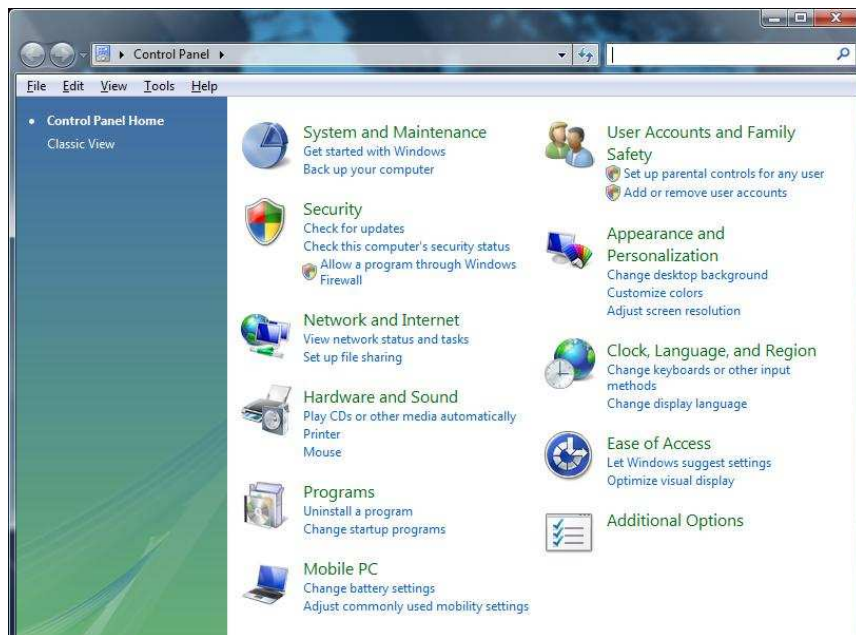 Control Panel
File Edit View Tools Help
Control Panel Home
Classic View
System and Maintenance
Get started with Windows
Back up your computer
Security
Check for updates
Check this computer's security status
Allow a program through Windows
Firewall
Network and Internet
View network status and tasks
Set up file sharing
Hardware and Sound
Play CDs or other media automatically
Printer
Mouse
Programs
Uninstall a program
Change startup programs
Mobile PC
Change battery settings
Adjust commonly used mobility settings
User Accounts and Family
Safety
Set up parental controls for any user
Add or remove user accounts
Appearance and
Personalization
Change desktop background
Customize colors
Adjust screen resolution
Clock, Language, and Region
Change keyboards or other input
methods
Change display language
Ease of Access
Let Windows suggest settings
Optimize visual display
Additional Options